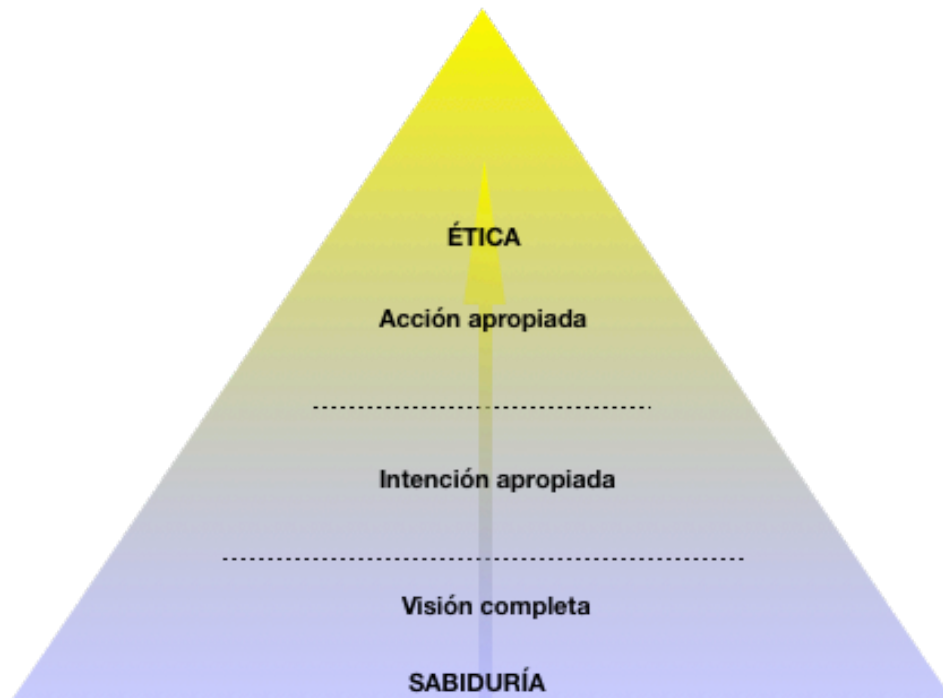 ÉTICA
Acción apropiada
Intención apropiada
Visión completa
SABIDURÍA